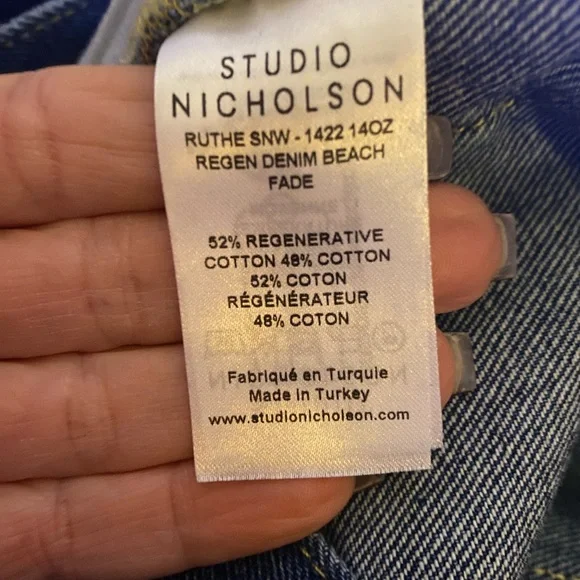 STUDIO
NICHOLSON
RUTHE SNW - 1422 14OZ
REGEN DENIM BEACH
FADE
52% REGENERATIVE
COTTON 48% COTTON
52% COTON
RÉGÉNÉRATEUR
48% COTON
Fabriqué en Turquie
Made in Turkey
www.studionicholson.com